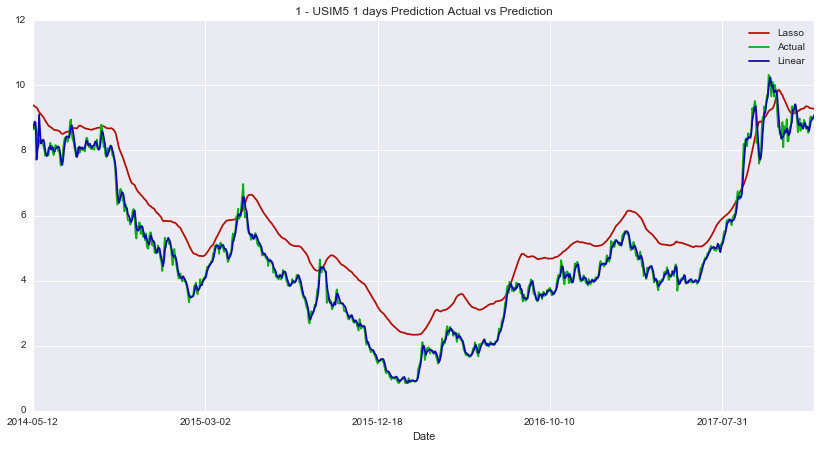 1 - USIM5 1 days Prediction Actual vs Prediction
12
10
8
6
4
2
0
Lasso
Actual
Linear
2014-05-12
2015-03-02
2015-12-18
2016-10-10
2017-07-31
Date